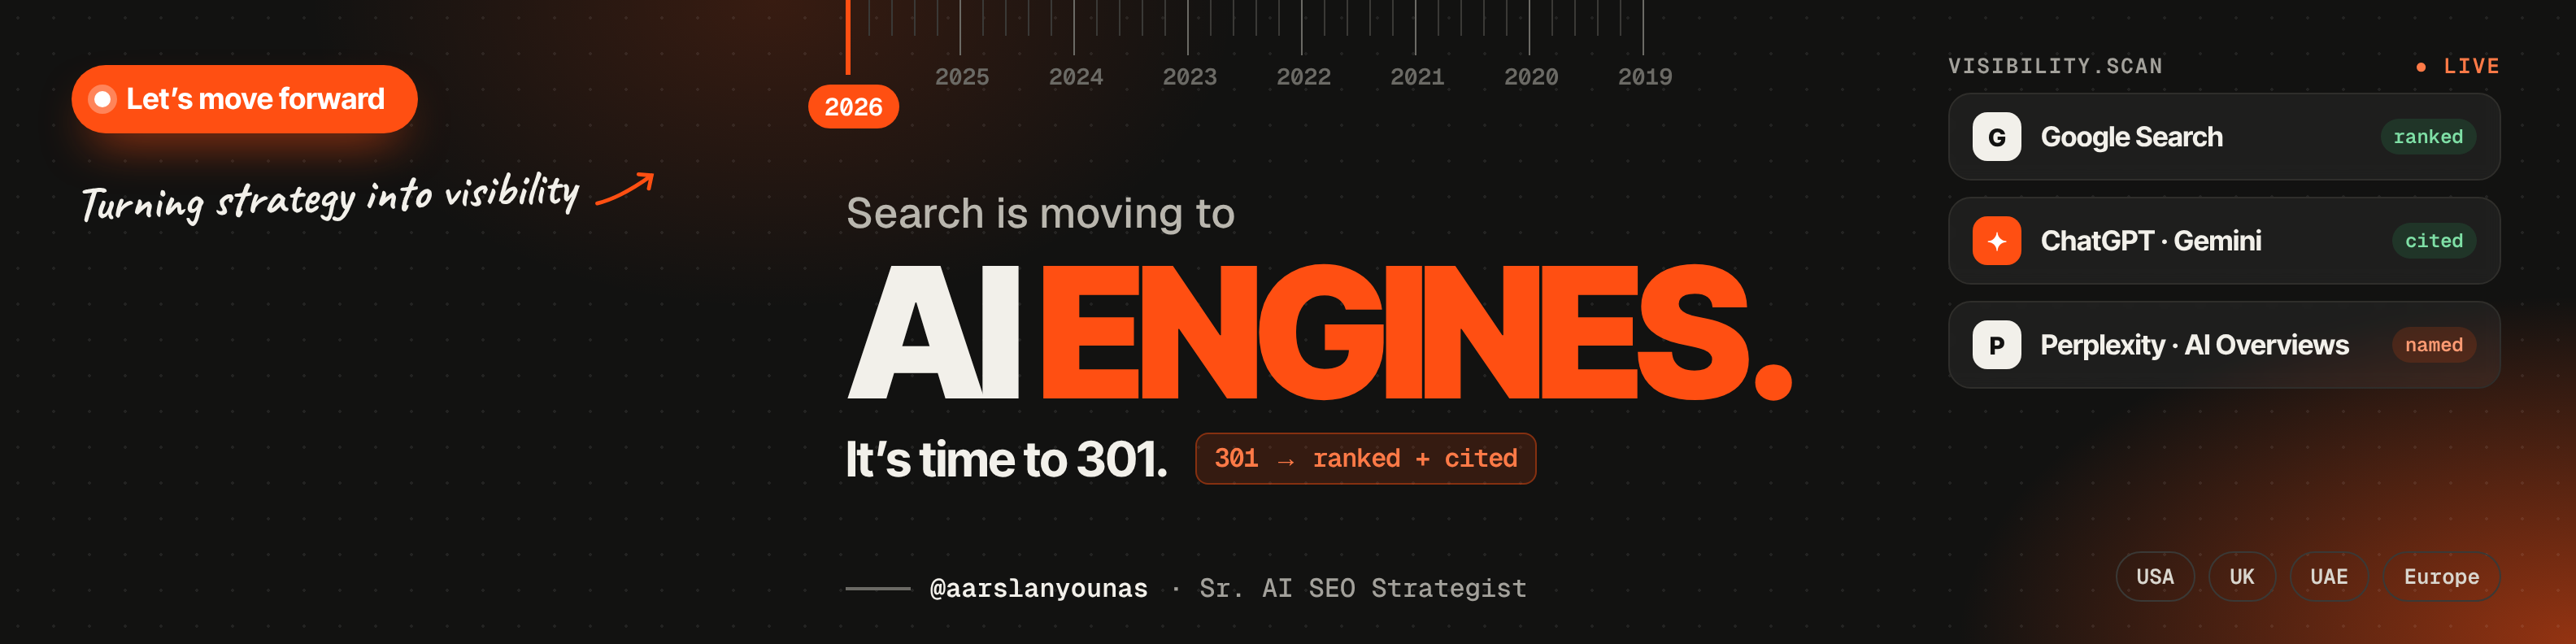 Let's move forward
Turning strategy into visibility
2026 2025 2024 2023 2022 2021 2020 2019
Search is moving to
AI ENGINES.
It's time to 301.
301 → ranked + cited
@aarslanyounas · Sr. AI SEO Strategist
VISIBILITY.SCAN • LIVE
G Google Search ranked
✦ ChatGPT · Gemini cited
P Perplexity · AI Overviews named
USA UK UAE Europe